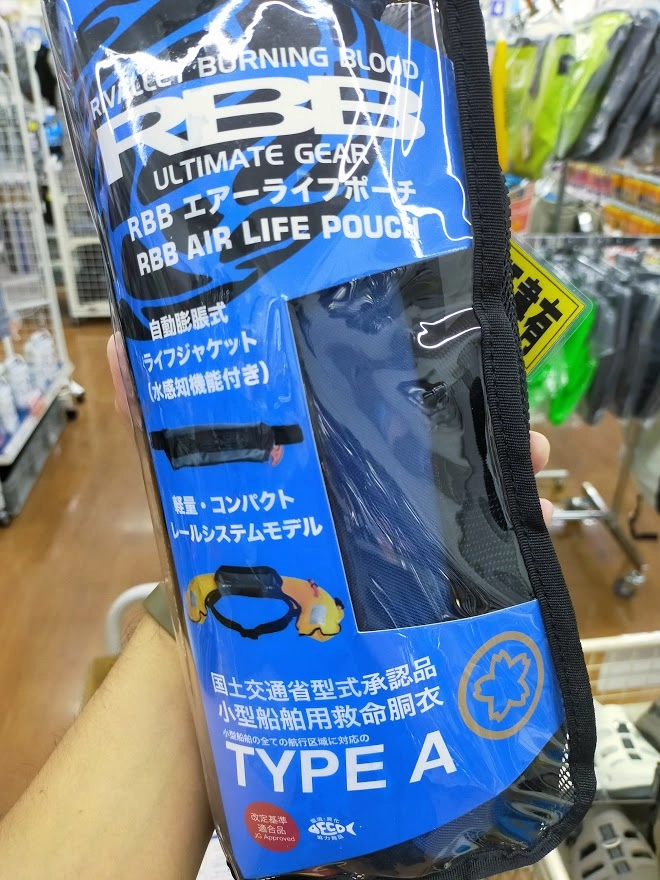 RIVALLEY BURNING BLOOD
RBB
ULTIMATE GEAR
RBB エアーライフポーチ
RBB AIR LIFE POUCH
自動膨脹式
ライフジャケット
(水感知機能付き)
軽量・コンパクト
レールシステムモデル
国土交通省型式承認品
小型船舶用救命胴衣
小型船舶の全ての航行区域に対応の
TYPE A
改定基準
適合品
JG Approved
DECO
有